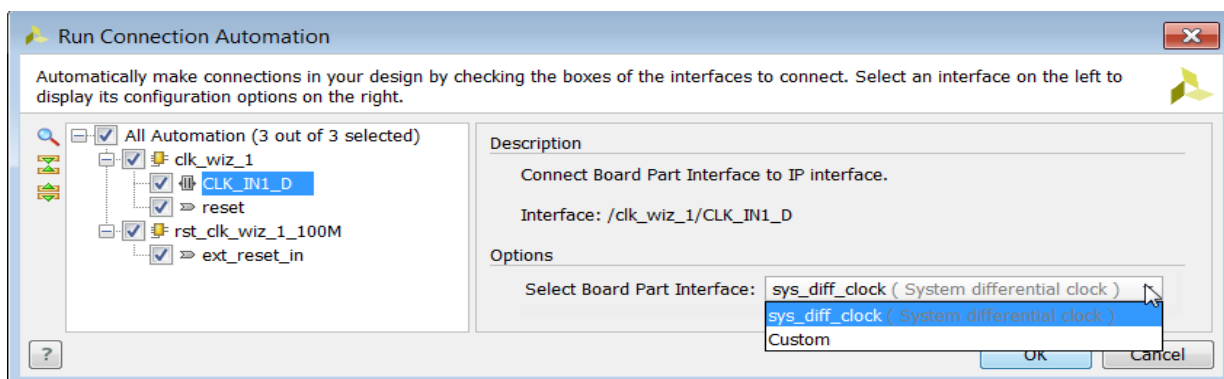 Run Connection Automation
Automatically make connections in your design by checking the boxes of the interfaces to connect. Select an interface on the left to
display its configuration options on the right.
All Automation (3 out of 3 selected)
clk_wiz_1
CLK_IN1_D
reset
rst_clk_wiz_1_100M
ext_reset_in
Description
Connect Board Part Interface to IP interface.
Interface: /clk_wiz_1/CLK_IN1_D
Options
Select Board Part Interface: sys_diff_clock ( System differential clock )
sys_diff_clock ( System differential clock )
Custom
? OK Cancel